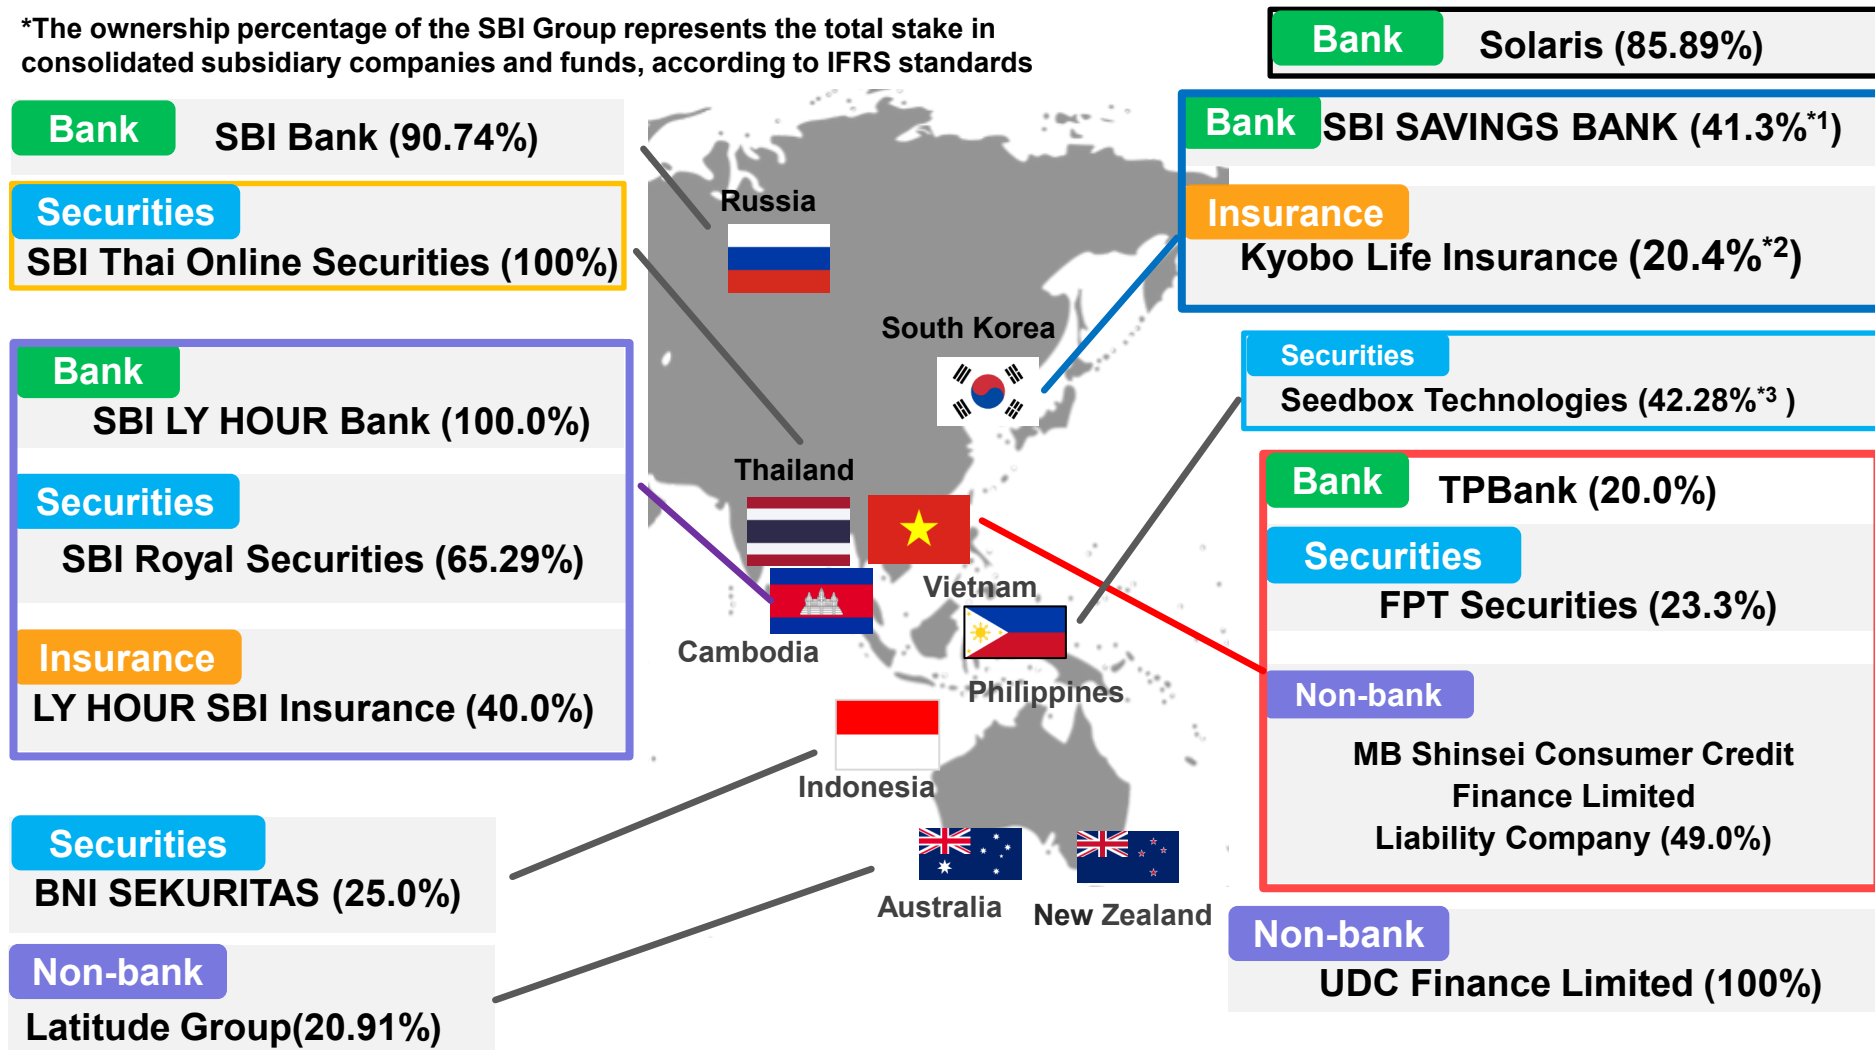 *The ownership percentage of the SBI Group represents the total stake in
consolidated subsidiary companies and funds, according to IFRS standards
Bank
SBI Bank (90.74%)
Securities
SBI Thai Online Securities (100%)
Bank
SBI LY HOUR Bank (100.0%)
Securities
SBI Royal Securities (65.29%)
Insurance
LY HOUR SBI Insurance (40.0%)
Securities
BNI SEKURITAS (25.0%)
Non-bank
Latitude Group(20.91%)
Russia
South Korea
Thailand
Vietnam
Cambodia
Philippines
Indonesia
Australia
New Zealand
Bank
Solaris (85.89%)
Bank
SBI SAVINGS BANK (41.3%*1)
Insurance
Kyobo Life Insurance (20.4%*2)
Securities
Seedbox Technologies (42.28%*3 )
Bank
TPBank (20.0%)
Securities
FPT Securities (23.3%)
Non-bank
MB Shinsei Consumer Credit
Finance Limited
Liability Company (49.0%)
Non-bank
UDC Finance Limited (100%)